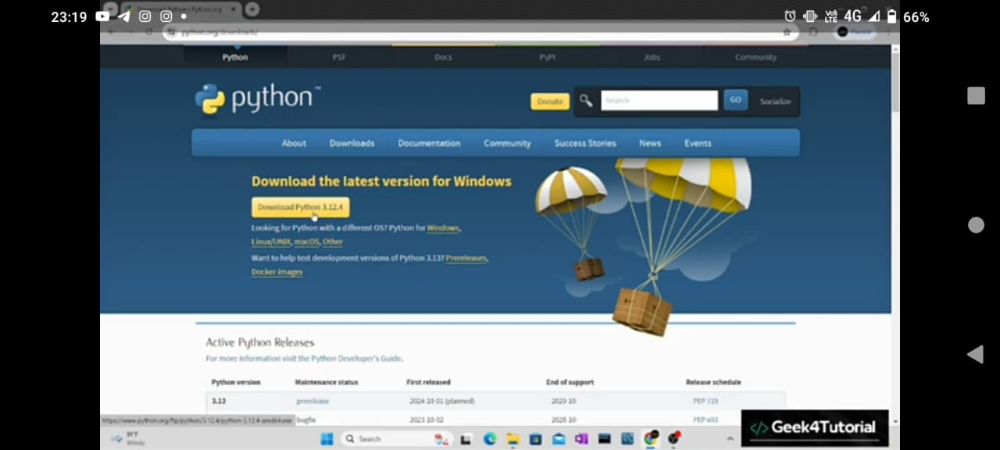 23:19
Vo) LTE 4G 66%
Download Python | Python.org
python.org/downloads/
Python PSF Docs PyPI Jobs Community
python™
Donate Search GO Socialize
About Downloads Documentation Community Success Stories News Events
Download the latest version for Windows
Download Python 3.12.4
Looking for Python with a different OS? Python for Windows,
Linux/UNIX, macOS, Other
Want to help test development versions of Python 3.13? Prereleases,
Docker images
Active Python Releases
For more information visit the Python Developer's Guide.
Python version Maintenance status First released End of support Release schedule
3.13 prerelease 2024-10-01 (planned) 2029-10 PEP 719
bugfix 2023-10-02 2028-10 PEP 693
https://www.python.org/ftp/python/3.12.4/python-3.12.4-amd64.exe
</> Geek4Tutorial
Windy
Search